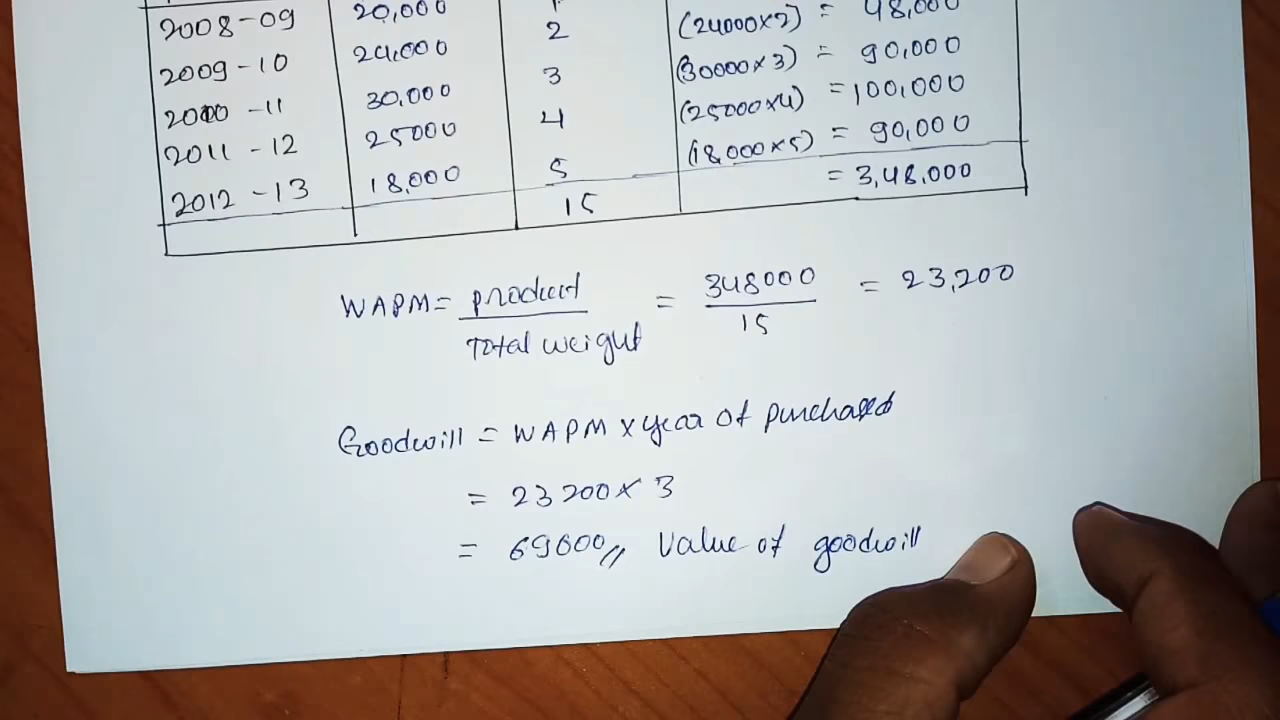 2008-09 20,000 1
2009-10 24,000 2 (24000×2) = 48,000
2010-11 30,000 3 (30000×3) = 90,000
2011-12 25000 4 (25000×4) = 100,000
2012-13 18,000 5 (18,000×5) = 90,000
15 = 3,48,000
WAPM = product / Total weight = 348000 / 15 = 23,200
Goodwill = WAPM × year of purchased
= 23200 × 3
= 69600// Value of goodwill